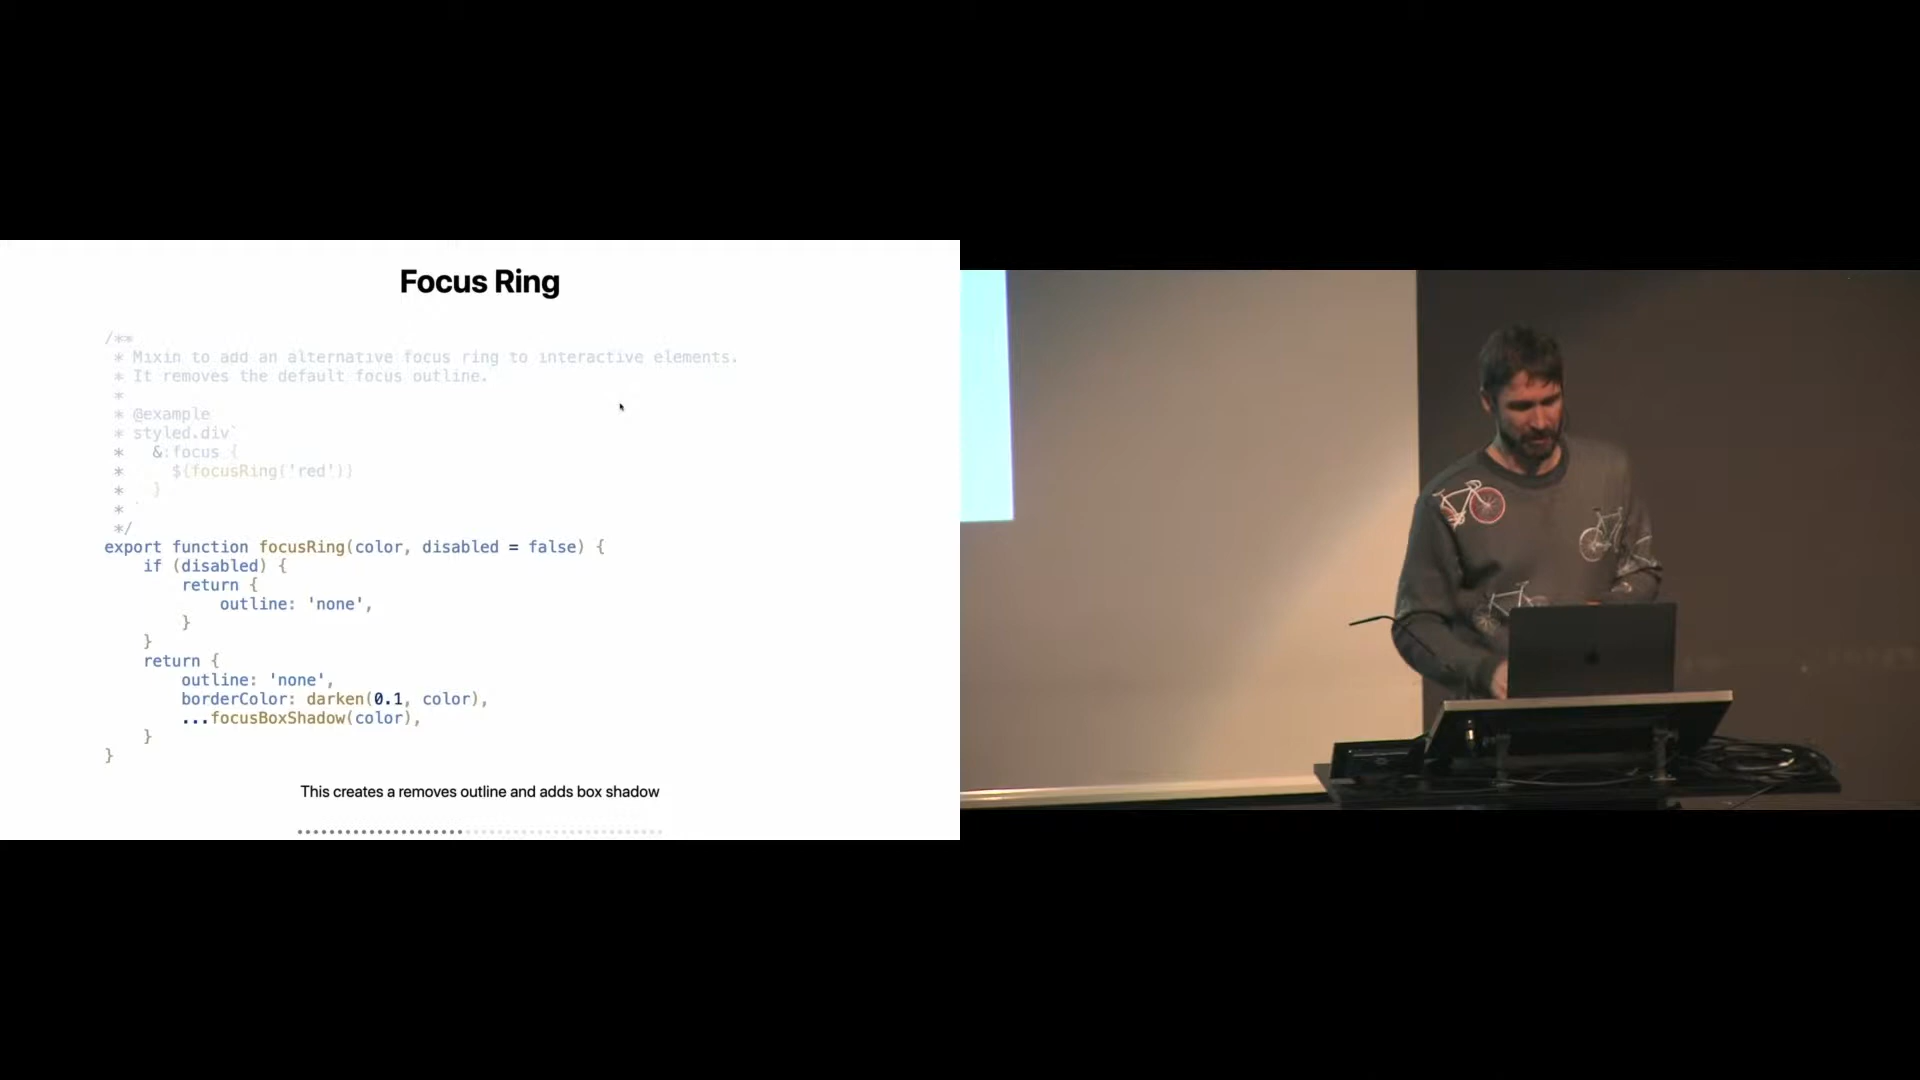 Focus Ring
/**
 * Mixin to add an alternative focus ring to interactive elements.
 * It removes the default focus outline.
 *
 * @example
 * styled.div`
 *   &:focus {
 *     ${focusRing('red')}
 *   }
 * `
 */
export function focusRing(color, disabled = false) {
    if (disabled) {
        return {
            outline: 'none',
        }
    }
    return {
        outline: 'none',
        borderColor: darken(0.1, color),
        ...focusBoxShadow(color),
    }
}
This creates a removes outline and adds box shadow